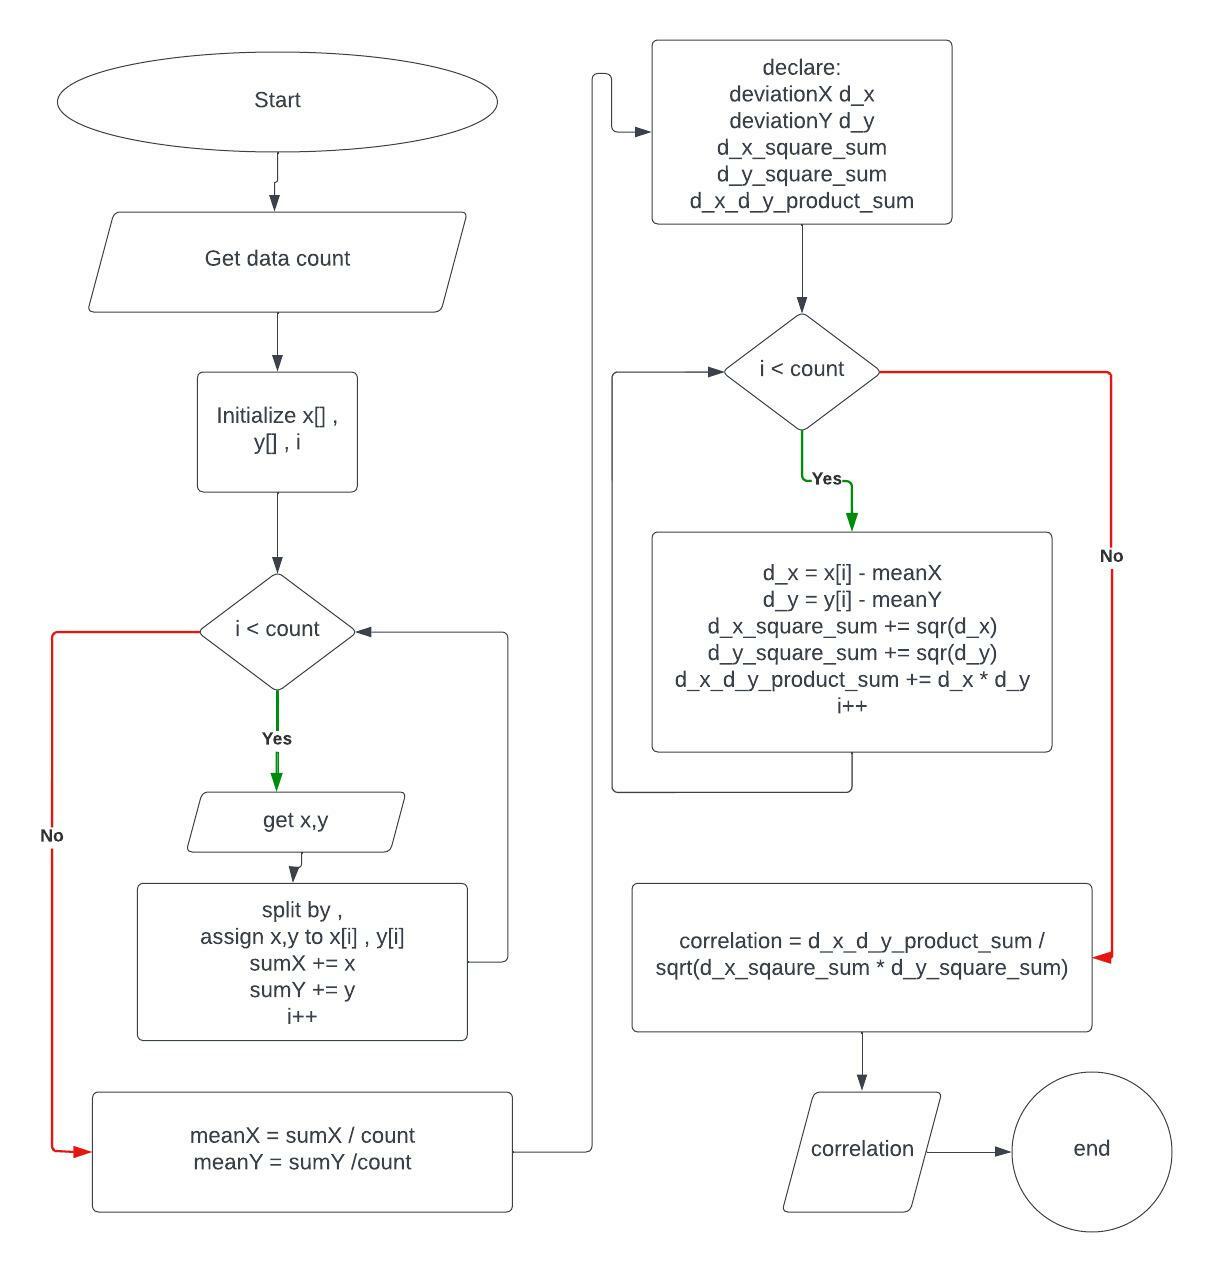 Start
Get data count
Initialize x[] ,
y[] , i
i < count
Yes
No
get x,y
split by ,
assign x,y to x[i] , y[i]
sumX += x
sumY += y
i++
meanX = sumX / count
meanY = sumY /count
declare:
deviationX d_x
deviationY d_y
d_x_square_sum
d_y_square_sum
d_x_d_y_product_sum
i < count
Yes
No
d_x = x[i] - meanX
d_y = y[i] - meanY
d_x_square_sum += sqr(d_x)
d_y_square_sum += sqr(d_y)
d_x_d_y_product_sum += d_x * d_y
i++
correlation = d_x_d_y_product_sum /
sqrt(d_x_sqaure_sum * d_y_square_sum)
correlation
end